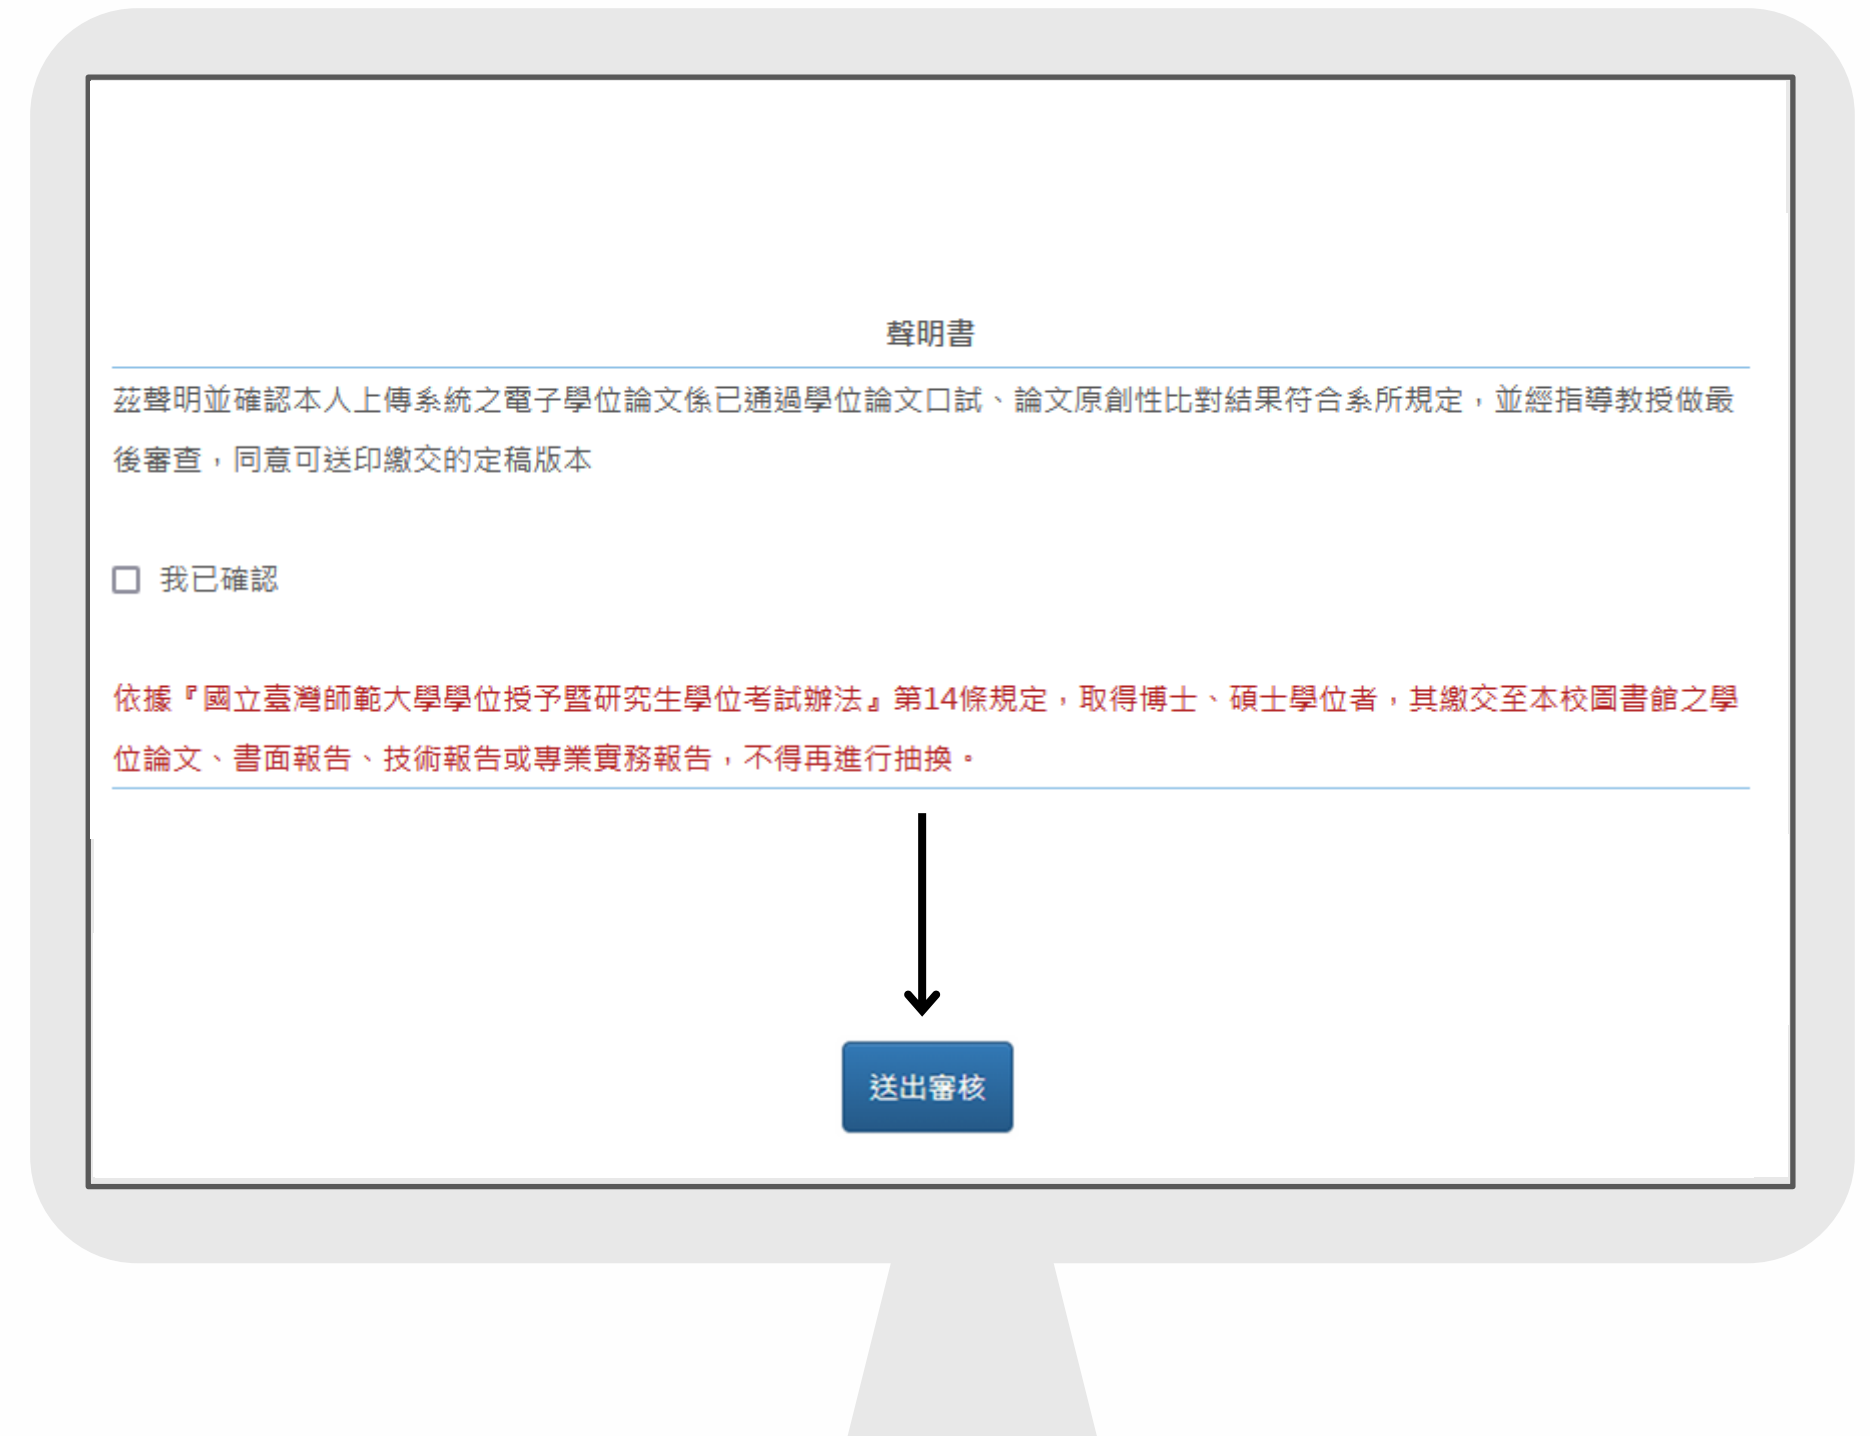 聲明書
茲聲明並確認本人上傳系統之電子學位論文係已通過學位論文口試、論文原創性比對結果符合系所規定，並經指導教授做最
後審查，同意可送印繳交的定稿版本
我已確認
依據『國立臺灣師範大學學位授予暨研究生學位考試辦法』第14條規定，取得博士、碩士學位者，其繳交至本校圖書館之學
位論文、書面報告、技術報告或專業實務報告，不得再進行抽換。
送出審核